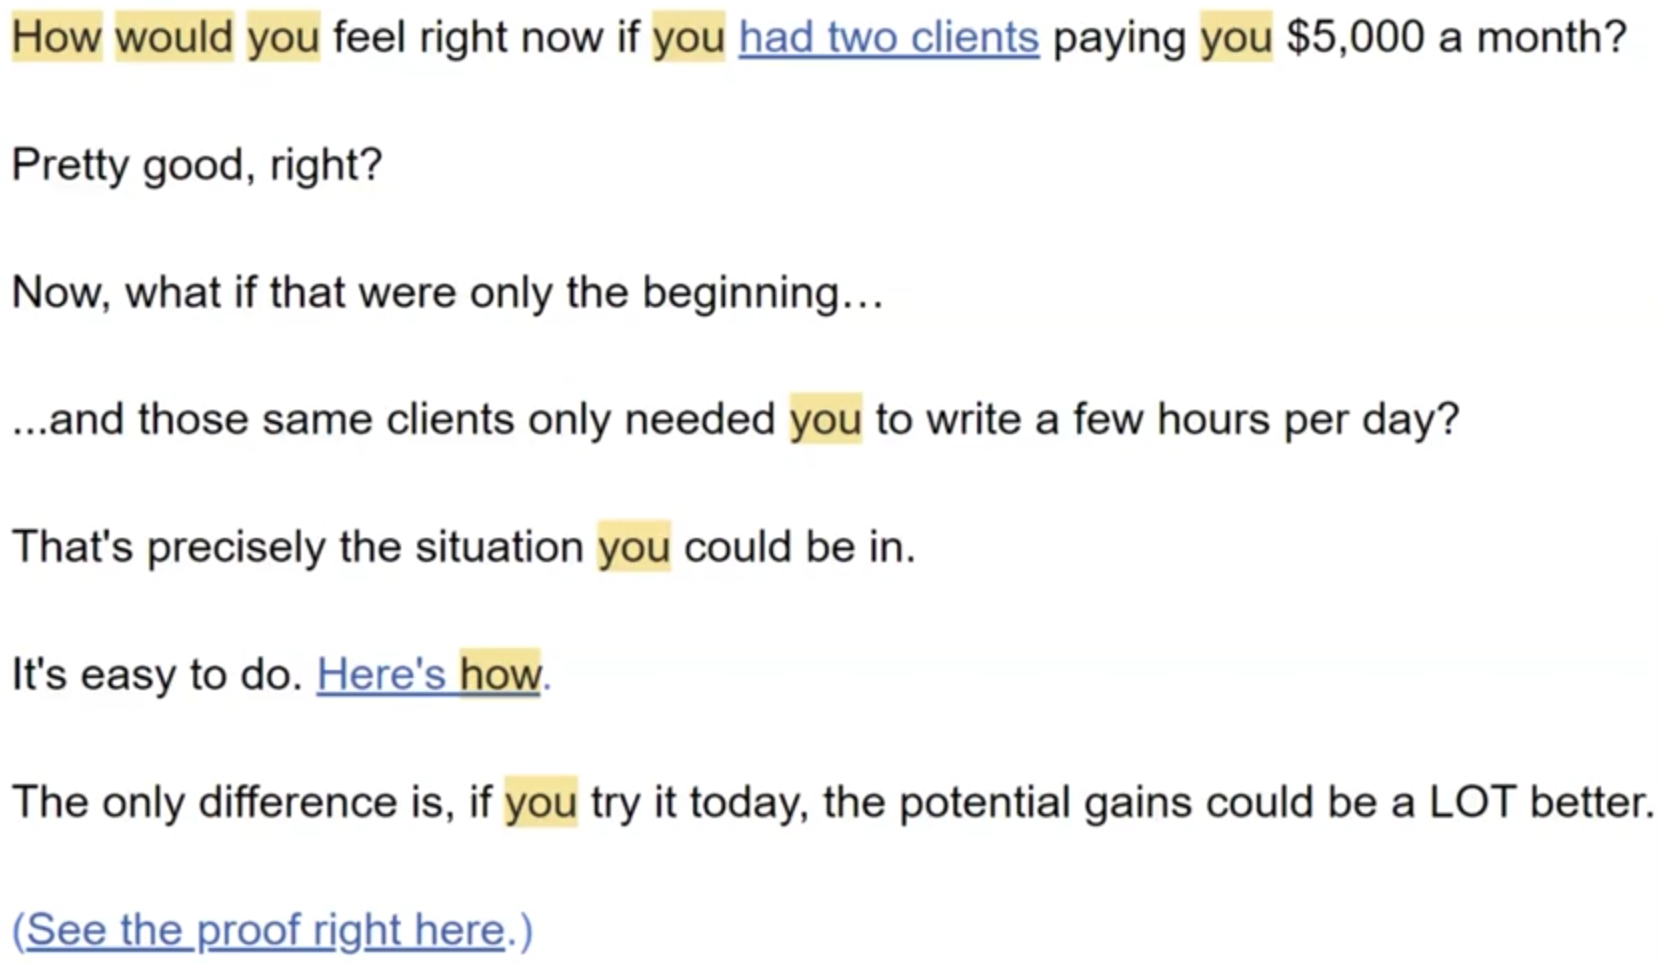 How would you feel right now if you had two clients paying you $5,000 a month?
Pretty good, right?
Now, what if that were only the beginning…
...and those same clients only needed you to write a few hours per day?
That's precisely the situation you could be in.
It's easy to do. Here's how.
The only difference is, if you try it today, the potential gains could be a LOT better.
(See the proof right here.)